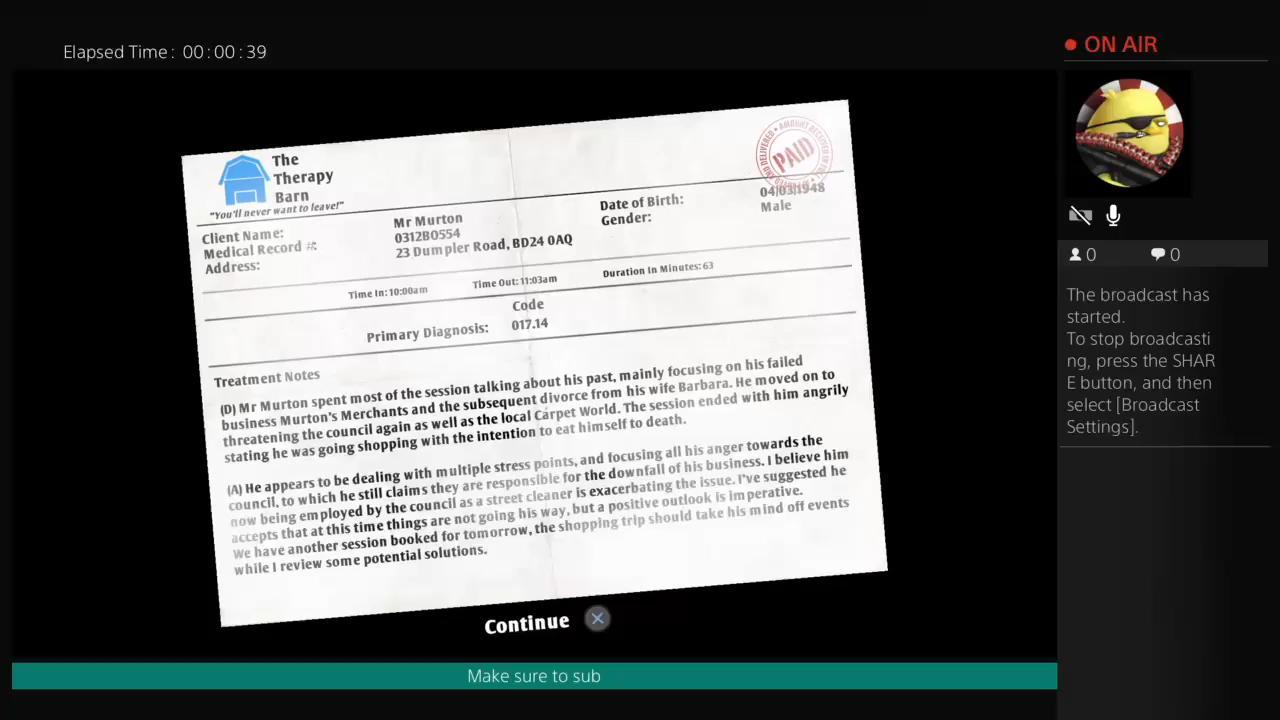 Elapsed Time: 00:00:39
ON AIR
The
Therapy
Barn
"You'll never want to leave!"
PAID
Client Name: Mr Murton Date of Birth: 04/03/1948
Medical Record #: 0312BO554 Gender: Male
Address: 23 Dumpler Road, BD24 0AQ
Time In: 10:00am Time Out: 11:03am Duration In Minutes: 63
Code
Primary Diagnosis: 017.14
Treatment Notes
(D) Mr Murton spent most of the session talking about his past, mainly focusing on his failed
business Murton's Merchants and the subsequent divorce from his wife Barbara. He moved on to
threatening the council again as well as the local Carpet World. The session ended with him angrily
stating he was going shopping with the intention to eat himself to death.
(A) He appears to be dealing with multiple stress points, and focusing all his anger towards the
council, to which he still claims they are responsible for the downfall of his business. I believe him
now being employed by the council as a street cleaner is exacerbating the issue. I've suggested he
accepts that at this time things are not going his way, but a positive outlook is imperative.
We have another session booked for tomorrow, the shopping trip should take his mind off events
while I review some potential solutions.
Continue
Make sure to sub
0 0
The broadcast has
started.
To stop broadcasti
ng, press the SHAR
E button, and then
select [Broadcast
Settings].